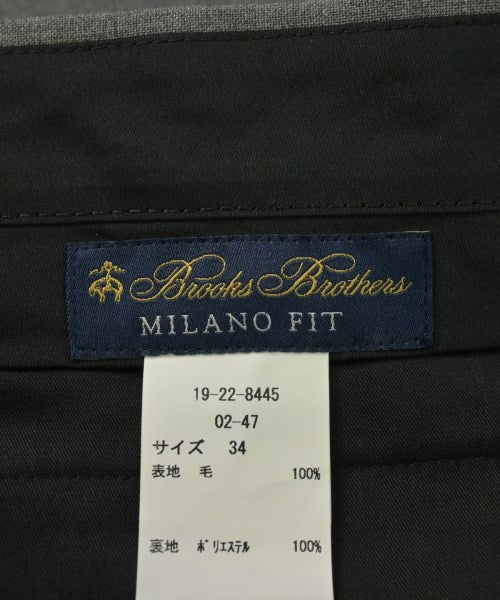 Brooks Brothers
MILANO FIT
19-22-8445
02-47
サイズ 34
表地 毛 100%
裏地 ﾎﾟﾘｴｽﾃﾙ 100%